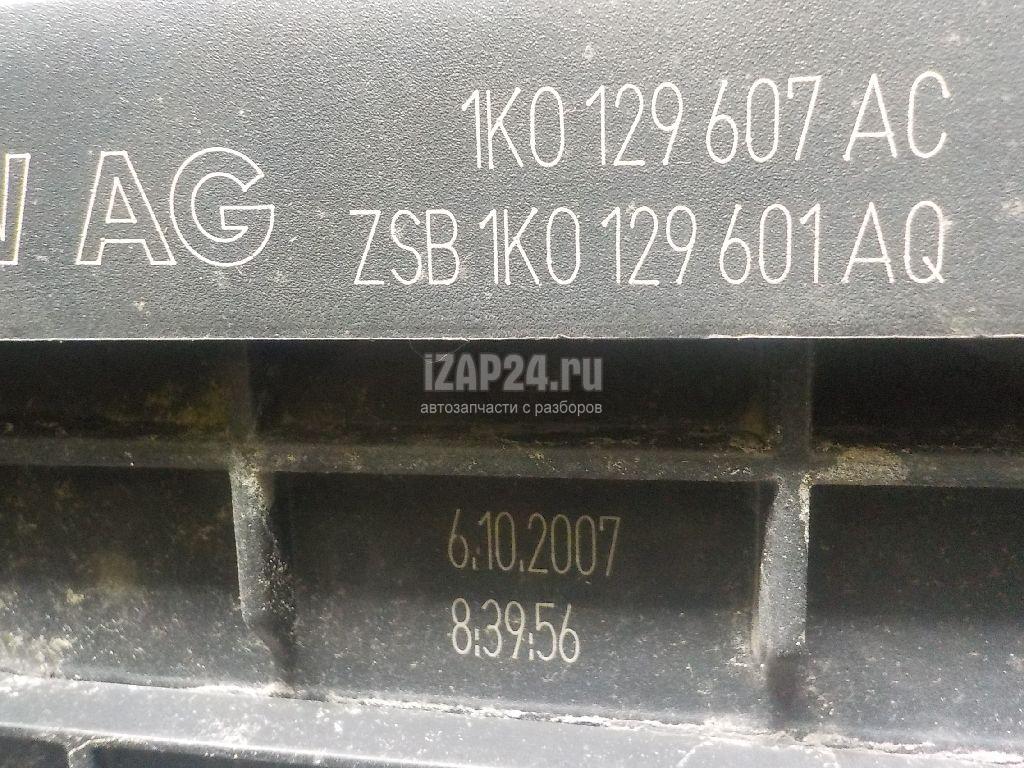 1K0 129 607 AC
AG
ZSB 1K0 129 601 AQ
iZAP24.ru
автозапчасти с разборов
6.10.2007
8:39:56